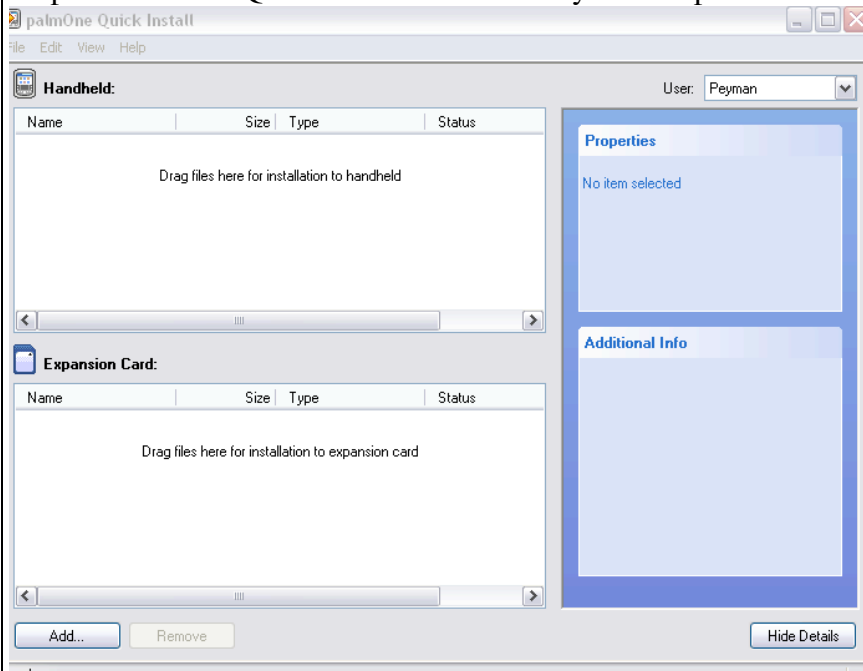 palmOne Quick Install
File Edit View Help
Handheld:
User: Peyman
Name Size Type Status
Drag files here for installation to handheld
Properties
No item selected
Expansion Card:
Additional Info
Name Size Type Status
Drag files here for installation to expansion card
Add... Remove
Hide Details